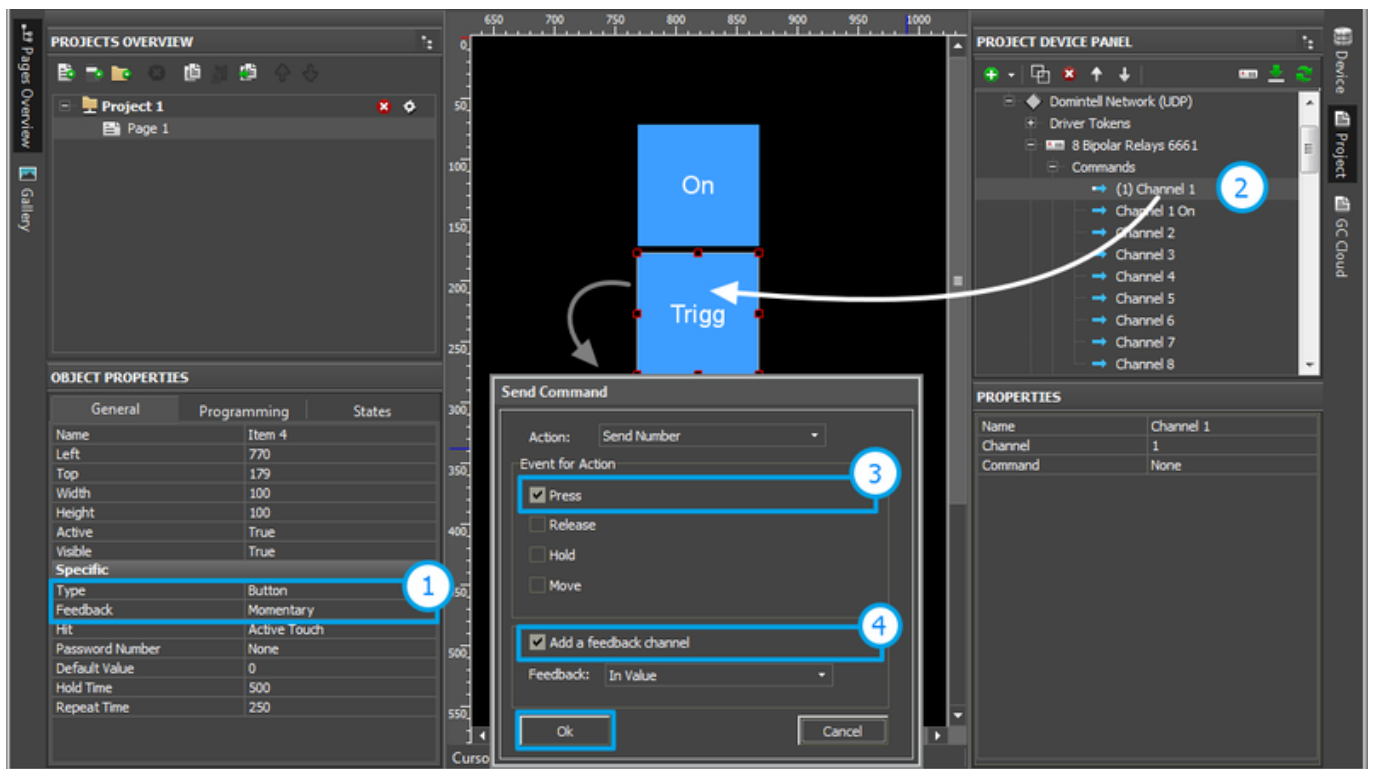 Pages Overview
Gallery
PROJECTS OVERVIEW
Project 1
Page 1
OBJECT PROPERTIES
General Programming States
Name Item 4
Left 770
Top 179
Width 100
Height 100
Active True
Visible True
Specific
Type Button
Feedback Momentary
1
Hit Active Touch
Password Number None
Default Value 0
Hold Time 500
Repeat Time 250
650 700 750 800 850 900 950 1000
0
50
100
150
200
250
300
350
400
50
500
550
On
Trigg
Send Command
Action: Send Number
Event for Action
3
Press
Release
Hold
Move
4
Add a feedback channel
Feedback: In Value
Ok Cancel
Curso
PROJECT DEVICE PANEL
Domintell Network (UDP)
Driver Tokens
8 Bipolar Relays 6661
Commands
(1) Channel 1
2
Channel 1 On
Channel 2
Channel 3
Channel 4
Channel 5
Channel 6
Channel 7
Channel 8
PROPERTIES
Name Channel 1
Channel 1
Command None
Device
Project
GC Cloud